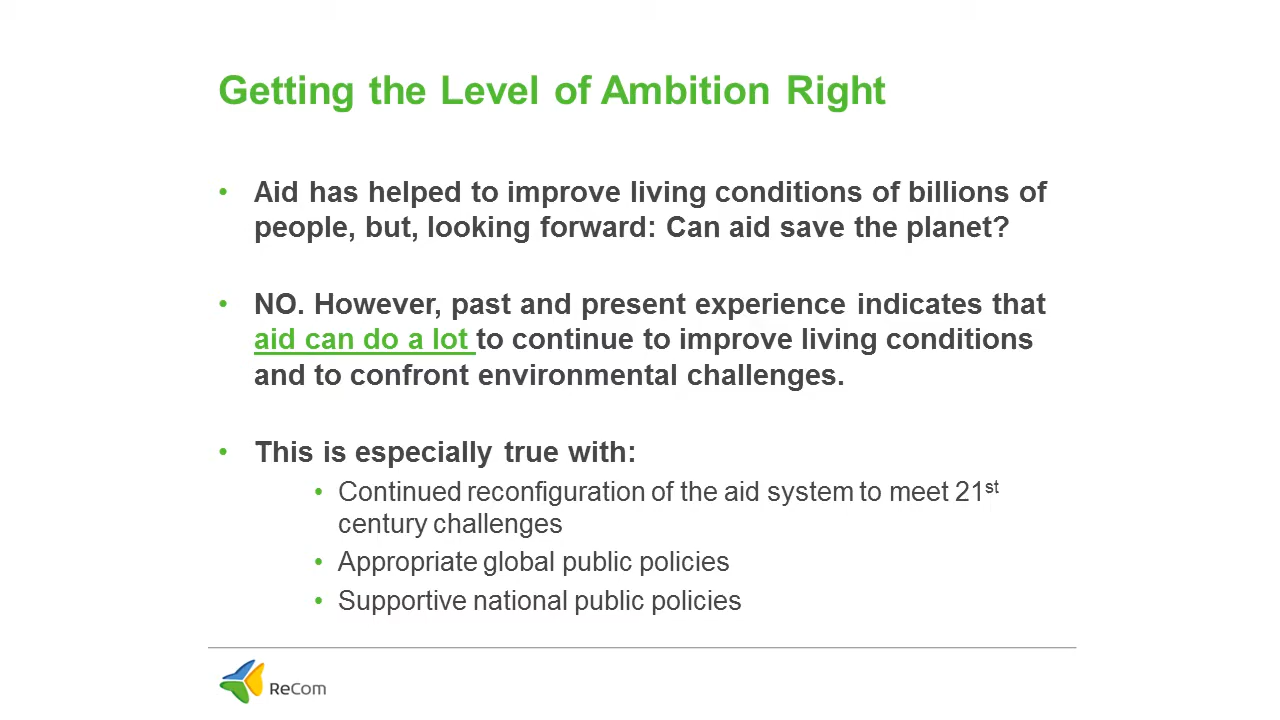 Getting the Level of Ambition Right
• Aid has helped to improve living conditions of billions of
people, but, looking forward: Can aid save the planet?
• NO. However, past and present experience indicates that
aid can do a lot to continue to improve living conditions
and to confront environmental challenges.
• This is especially true with:
• Continued reconfiguration of the aid system to meet 21st
century challenges
• Appropriate global public policies
• Supportive national public policies
ReCom